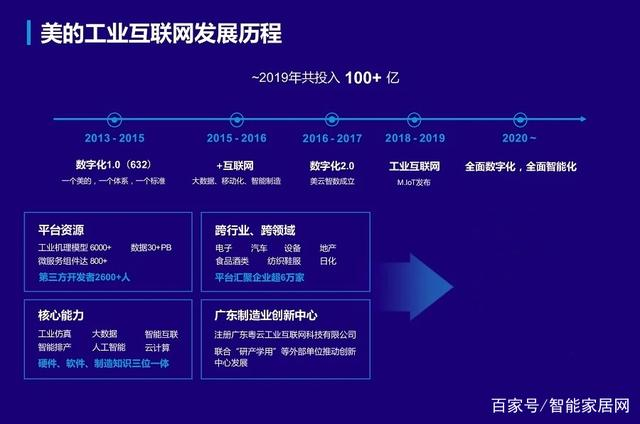 美的工业互联网发展历程
~2019年共投入 100+ 亿
2013 - 2015
数字化1.0（632）
一个美的，一个体系，一个标准
2015 - 2016
+互联网
大数据、移动化、智能制造
2016 - 2017
数字化2.0
美云智数成立
2018 - 2019
工业互联网
M.IoT发布
2020 ~
全面数字化，全面智能化
平台资源
工业机理模型 6000+ 数据30+PB
微服务组件达 800+
第三方开发者2600+人
跨行业、跨领域
电子 汽车 设备 地产
食品酒类 纺织鞋服 日化
平台汇聚企业超6万家
核心能力
工业仿真 大数据 智能互联
智能排产 人工智能 云计算
硬件、软件、制造知识三位一体
广东制造业创新中心
注册广东粤云工业互联网科技有限公司
联合“研产学用”等外部单位推动创新
中心发展
百家号/智能家居网